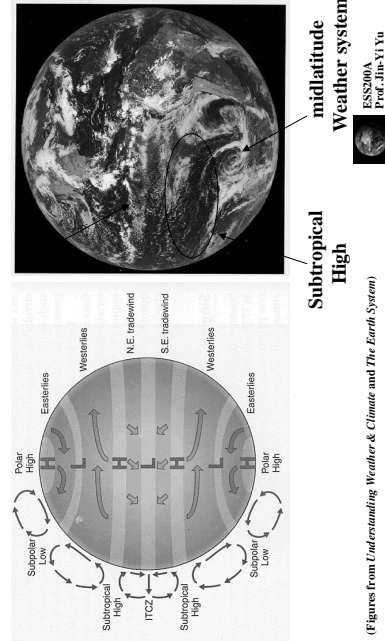 Polar
High
Easterlies
Subpolar
Low
Westerlies
Subtropical
High
N.E. tradewind
ITCZ
S.E. tradewind
Subtropical
High
Westerlies
Subpolar
Low
Easterlies
Polar
High
H
L
H
L
H
L
H
Subtropical
High
midlatitude
Weather system
(Figures from Understanding Weather & Climate and The Earth System)
ESS200A
Prof. Jin-Yi Yu